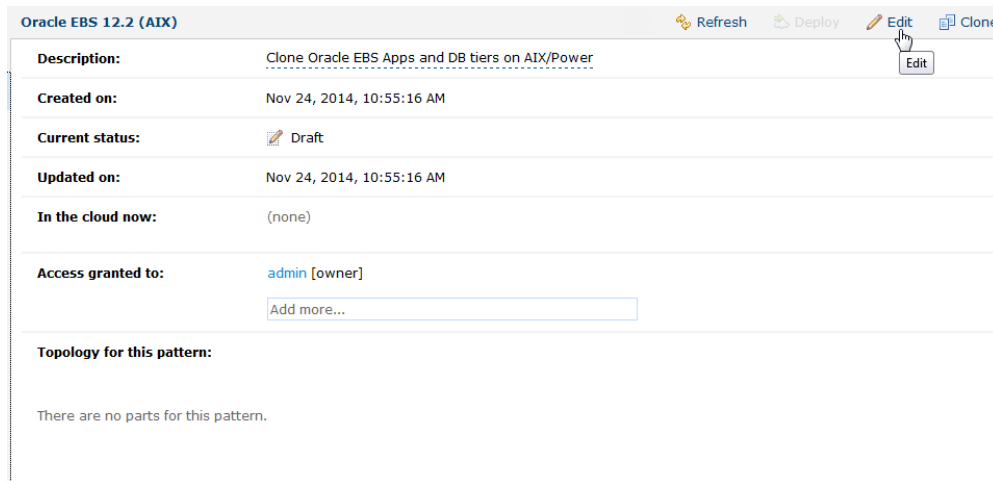 Oracle EBS 12.2 (AIX) Refresh Deploy Edit Clone
Edit
Description: Clone Oracle EBS Apps and DB tiers on AIX/Power
Created on: Nov 24, 2014, 10:55:16 AM
Current status: Draft
Updated on: Nov 24, 2014, 10:55:16 AM
In the cloud now: (none)
Access granted to: admin [owner]
Add more...
Topology for this pattern:
There are no parts for this pattern.